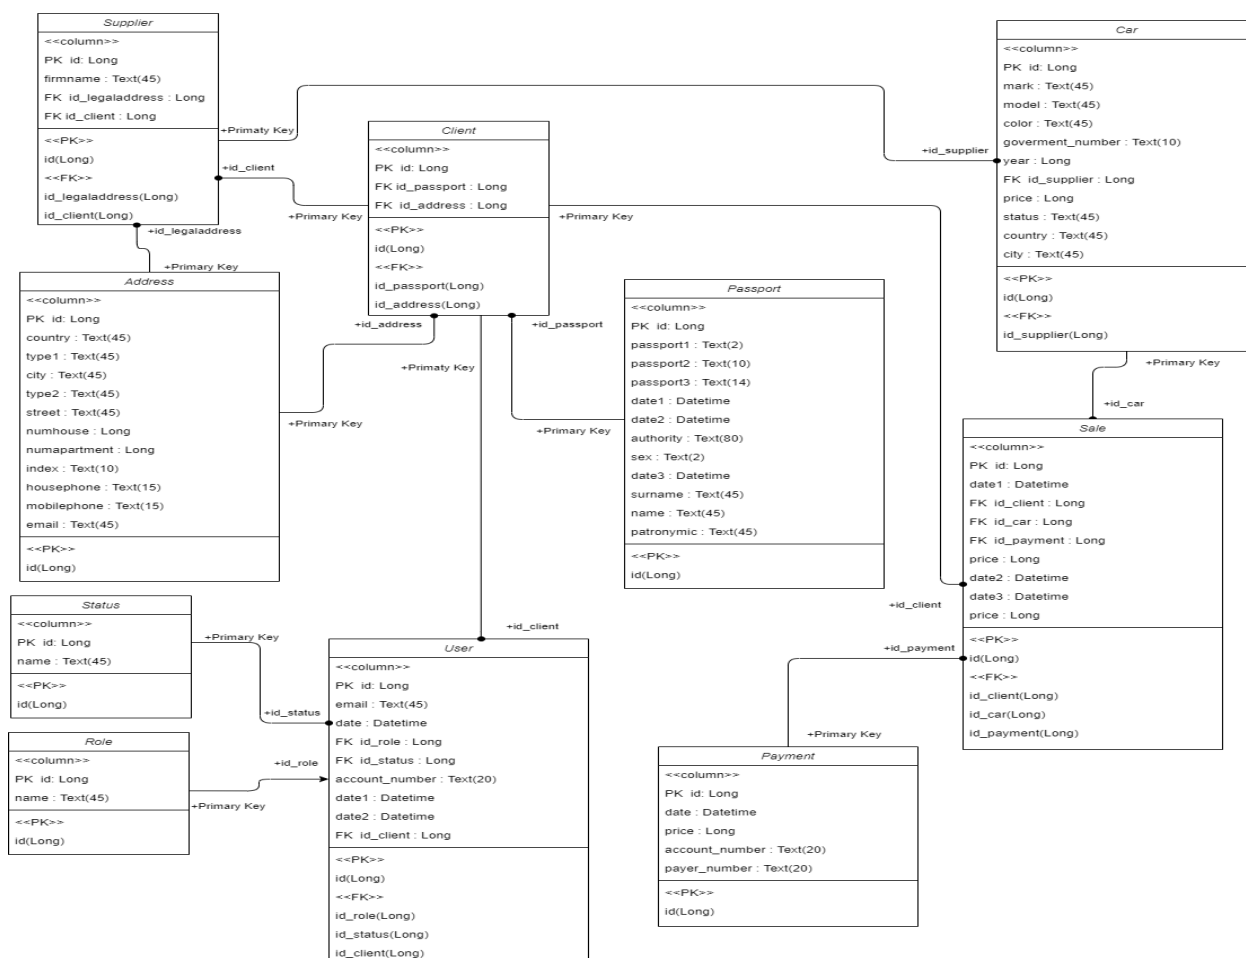 Supplier
<<column>>
PK id: Long
firmname : Text(45)
FK id_legaladdress : Long
FK id_client : Long
<<PK>>
id(Long)
<<FK>>
id_legaladdress(Long)
id_client(Long)
+Primaty Key
+id_client
+id_legaladdress
+Primary Key
Client
<<column>>
PK id: Long
FK id_passport : Long
FK id_address : Long
<<PK>>
id(Long)
<<FK>>
id_passport(Long)
id_address(Long)
+Primary Key
+Primary Key
+id_address
+id_passport
+Primaty Key
Car
<<column>>
PK id: Long
mark : Text(45)
model : Text(45)
color : Text(45)
goverment_number : Text(10)
year : Long
FK id_supplier : Long
price : Long
status : Text(45)
country : Text(45)
city : Text(45)
<<PK>>
id(Long)
<<FK>>
id_supplier(Long)
+id_supplier
+Primary Key
+id_car
Address
<<column>>
PK id: Long
country : Text(45)
type1 : Text(45)
city : Text(45)
type2 : Text(45)
street : Text(45)
numhouse : Long
numapartment : Long
index : Text(10)
housephone : Text(15)
mobilephone : Text(15)
email : Text(45)
<<PK>>
id(Long)
+Primary Key
Passport
<<column>>
PK id: Long
passport1 : Text(2)
passport2 : Text(10)
passport3 : Text(14)
date1 : Datetime
date2 : Datetime
authority : Text(80)
sex : Text(2)
date3 : Datetime
surname : Text(45)
name : Text(45)
patronymic : Text(45)
<<PK>>
id(Long)
+Primary Key
Sale
<<column>>
PK id: Long
date1 : Datetime
FK id_client : Long
FK id_car : Long
FK id_payment : Long
price : Long
date2 : Datetime
date3 : Datetime
price : Long
<<PK>>
id(Long)
<<FK>>
id_client(Long)
id_car(Long)
id_payment(Long)
+id_client
+id_payment
Status
<<column>>
PK id: Long
name : Text(45)
<<PK>>
id(Long)
+Primary Key
+id_status
Role
<<column>>
PK id: Long
name : Text(45)
<<PK>>
id(Long)
+id_role
+Primary Key
+id_client
User
<<column>>
PK id: Long
email : Text(45)
date : Datetime
FK id_role : Long
FK id_status : Long
account_number : Text(20)
date1 : Datetime
date2 : Datetime
FK id_client : Long
<<PK>>
id(Long)
<<FK>>
id_role(Long)
id_status(Long)
id_client(Long)
+Primary Key
Payment
<<column>>
PK id: Long
date : Datetime
price : Long
account_number : Text(20)
payer_number : Text(20)
<<PK>>
id(Long)